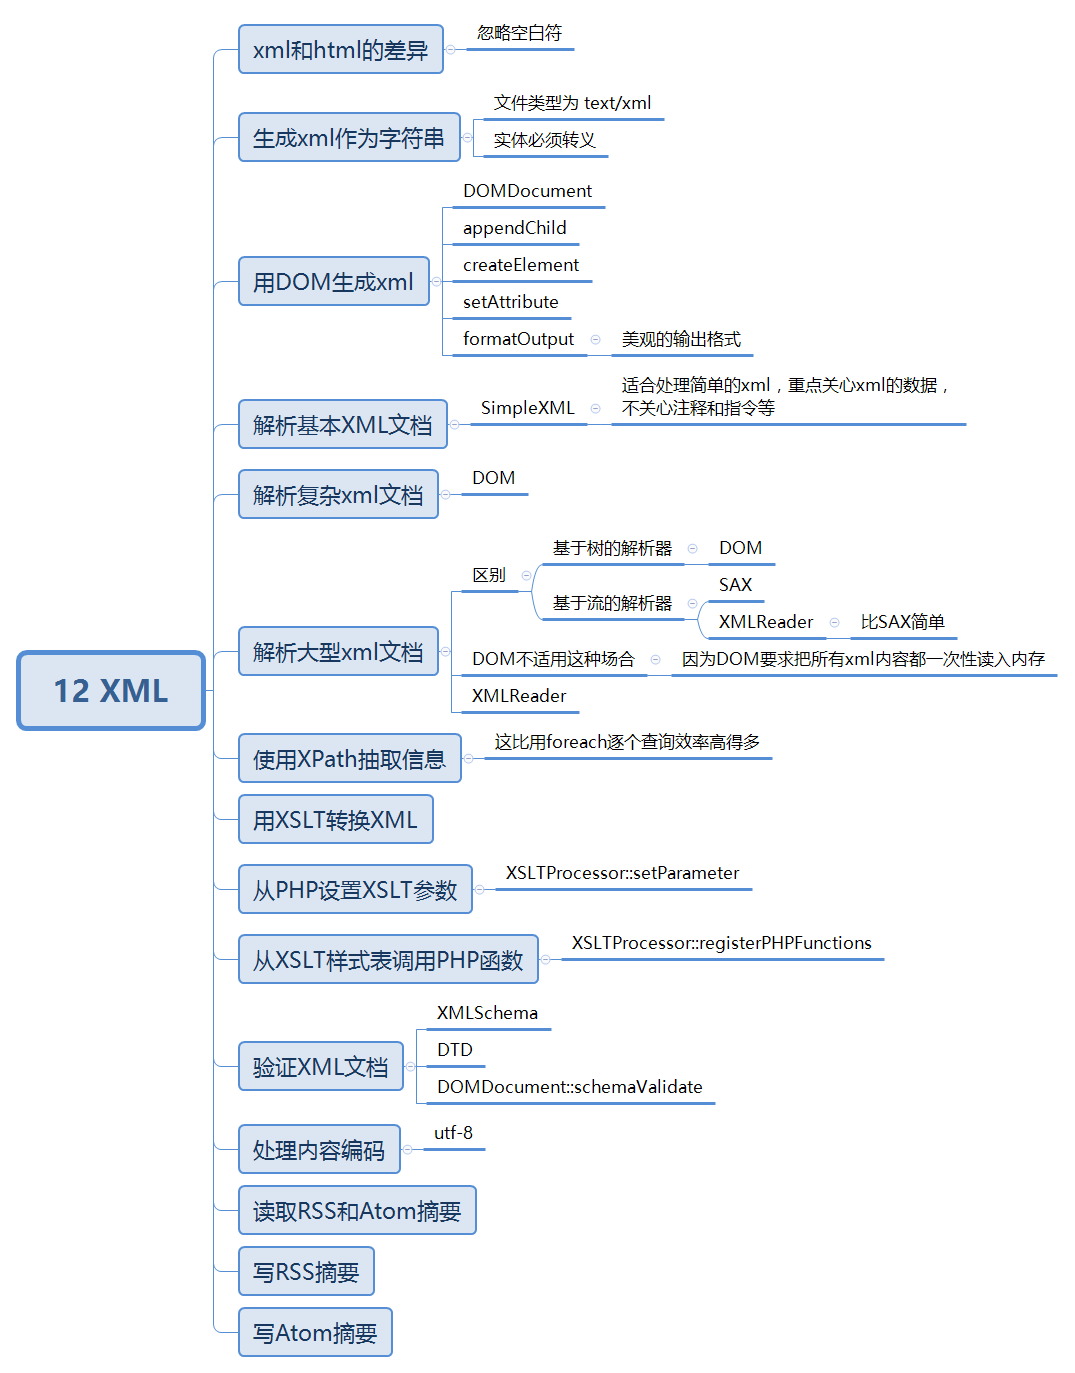 12 XML
xml和html的差异
忽略空白符
生成xml作为字符串
文件类型为 text/xml
实体必须转义
用DOM生成xml
DOMDocument
appendChild
createElement
setAttribute
formatOutput
美观的输出格式
解析基本XML文档
SimpleXML
适合处理简单的xml，重点关心xml的数据，
不关心注释和指令等
解析复杂xml文档
DOM
解析大型xml文档
区别
基于树的解析器
DOM
基于流的解析器
SAX
XMLReader
比SAX简单
DOM不适用这种场合
因为DOM要求把所有xml内容都一次性读入内存
XMLReader
使用XPath抽取信息
这比用foreach逐个查询效率高得多
用XSLT转换XML
从PHP设置XSLT参数
XSLTProcessor::setParameter
从XSLT样式表调用PHP函数
XSLTProcessor::registerPHPFunctions
验证XML文档
XMLSchema
DTD
DOMDocument::schemaValidate
处理内容编码
utf-8
读取RSS和Atom摘要
写RSS摘要
写Atom摘要